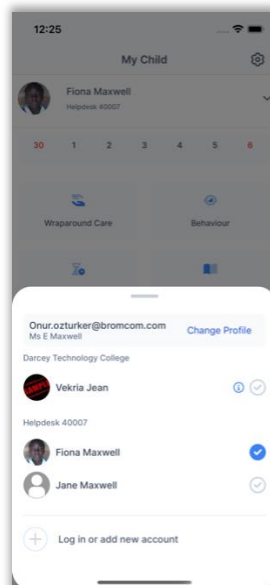 12:25
My Child
Fiona Maxwell
Helpdesk 40007
30 1 2 3 4 5 6
Wraparound Care
Behaviour
Onur.ozturker@bromcom.com
Change Profile
Ms E Maxwell
Darcey Technology College
Vekria Jean
Helpdesk 40007
Fiona Maxwell
Jane Maxwell
Log in or add new account